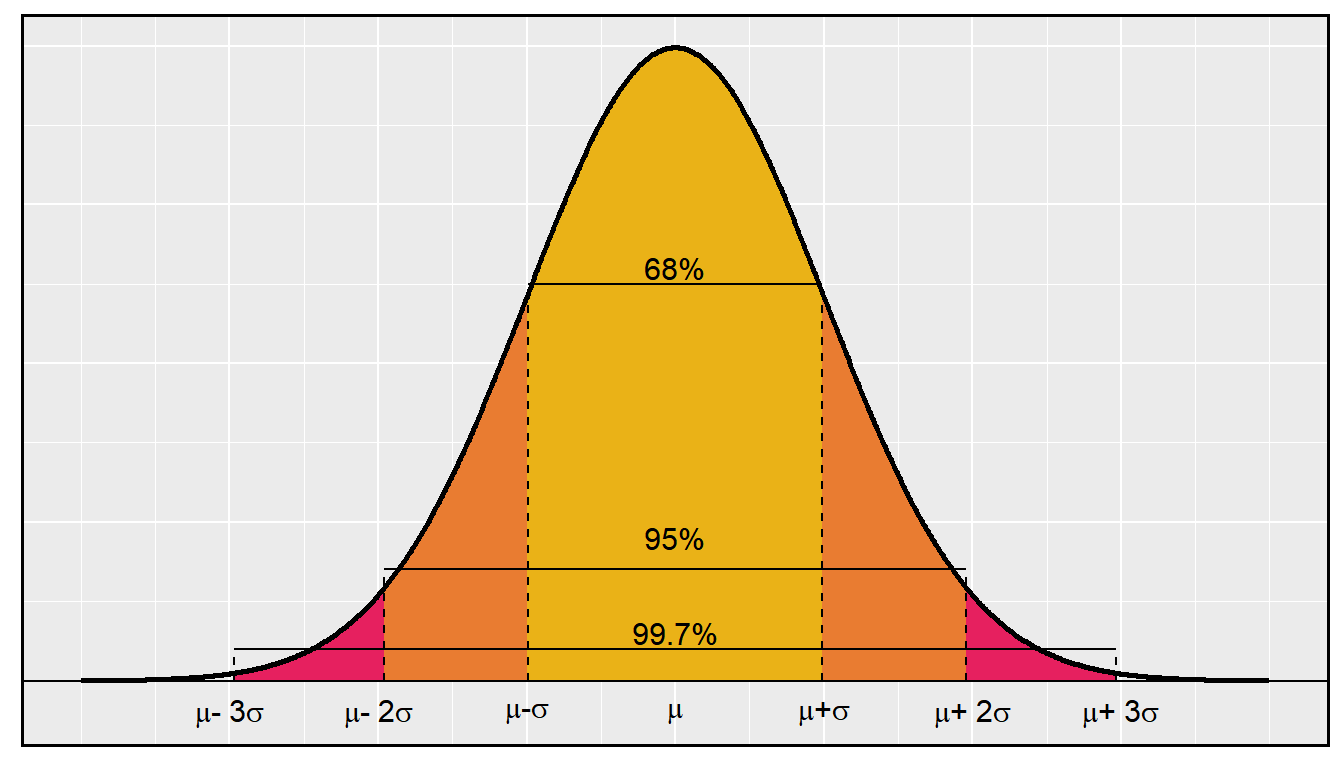 68%
95%
99.7%
μ- 3σ μ- 2σ μ-σ μ μ+σ μ+ 2σ μ+ 3σ